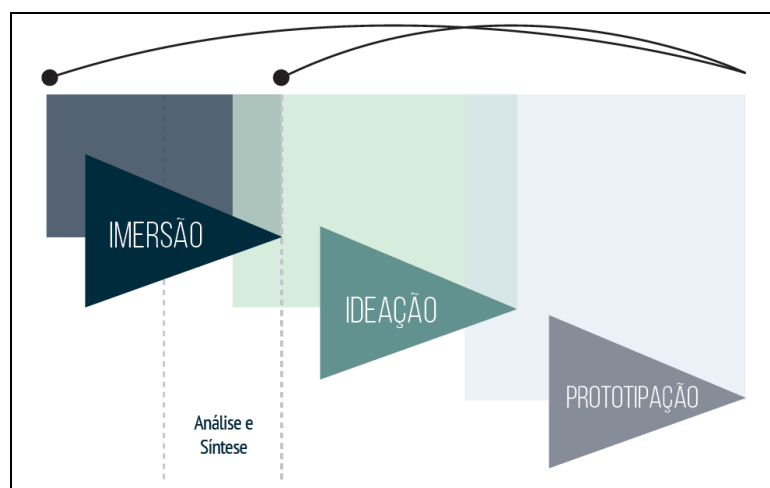 IMERSÃO
IDEAÇÃO
PROTOTIPAÇÃO
Análise e
Síntese